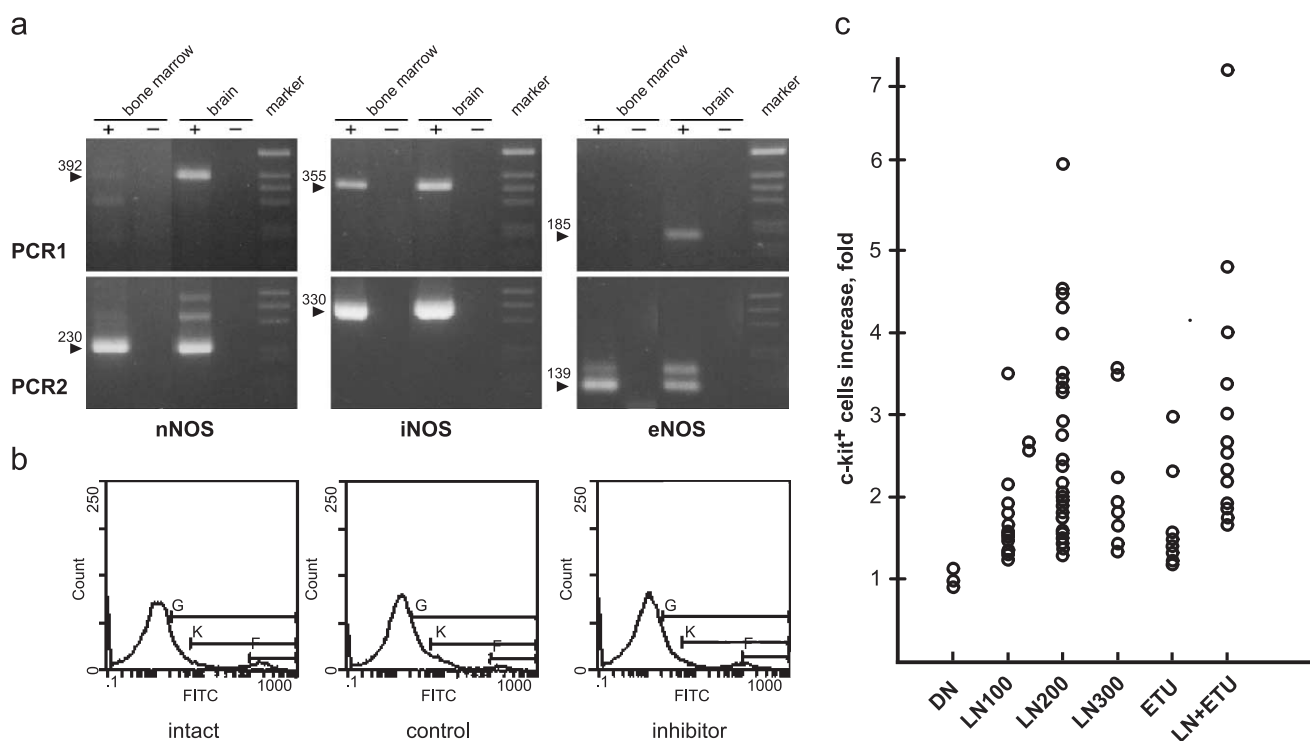 a
bone marrow brain marker
+ − + −
392
PCR1
230
PCR2
nNOS
bone marrow brain marker
+ − + −
355
330
iNOS
bone marrow brain marker
+ − + −
185
139
eNOS
b
250
Count
0
G
K
F
.1 1000
FITC
intact
250
Count
0
G
K
F
.1 1000
FITC
control
250
Count
0
G
K
F
.1 1000
FITC
inhibitor
c
c-kit+ cells increase, fold
7
6
5
4
3
2
1
DN LN100 LN200 LN300 ETU LN+ETU